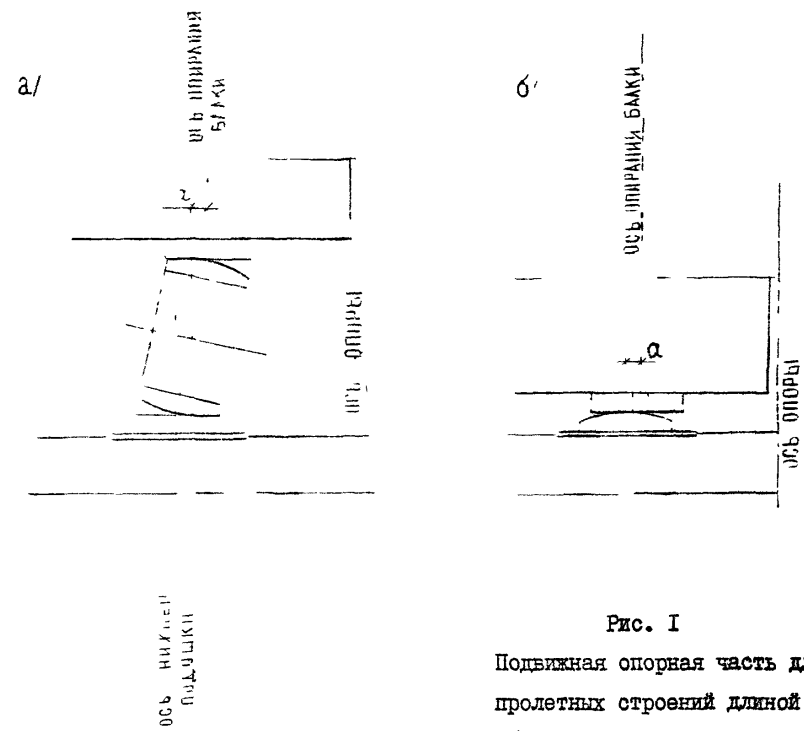 а/
ОСЬ ОПИРАНИЯ
БАЛКИ
б/
ОСЬ ОПИРАНИЯ БАЛКИ
а
ОСЬ ОПОРЫ
ОСЬ ОПОРЫ
ОСЬ НИЖНЕЙ
ПОДУШКИ
Рис. I
Подвижная опорная часть дл
пролетных строений длиной